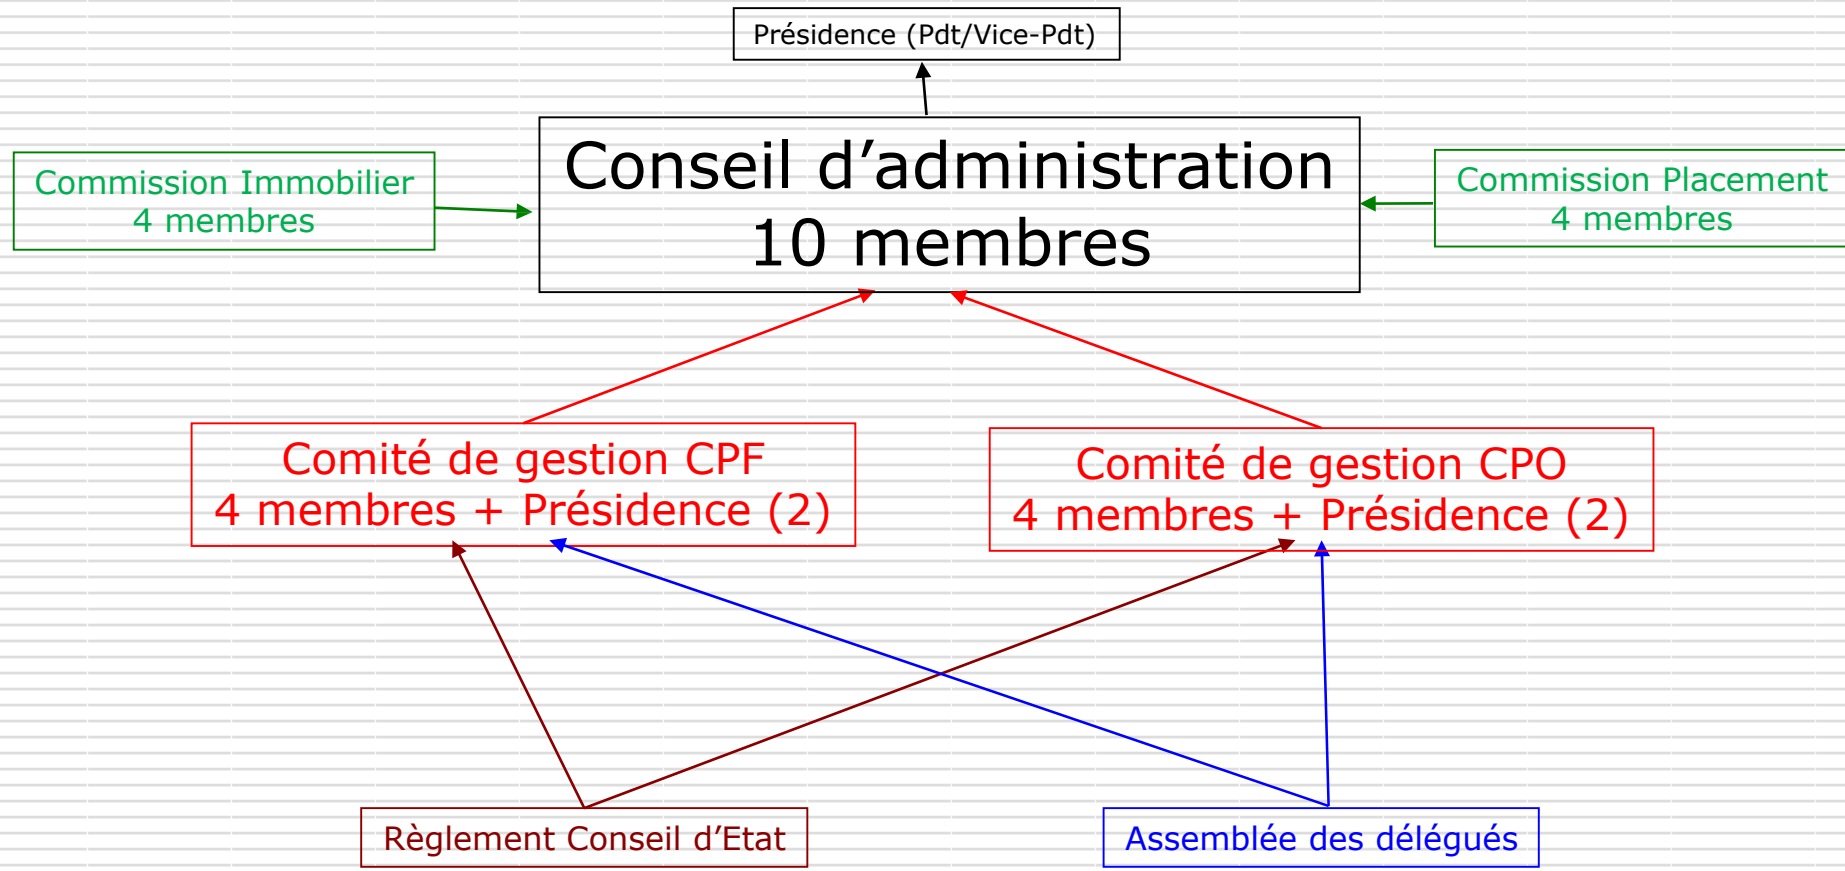 Présidence (Pdt/Vice-Pdt)
Conseil d’administration
10 membres
Commission Immobilier
4 membres
Commission Placement
4 membres
Comité de gestion CPF
4 membres + Présidence (2)
Comité de gestion CPO
4 membres + Présidence (2)
Règlement Conseil d’Etat
Assemblée des délégués